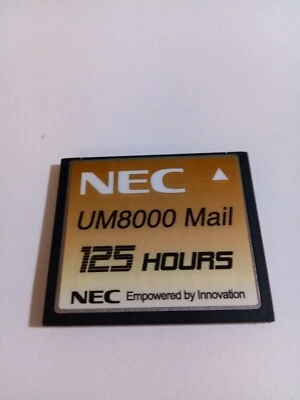 NEC
UM8000 Mail
125 HOURS
NEC Empowered by Innovation